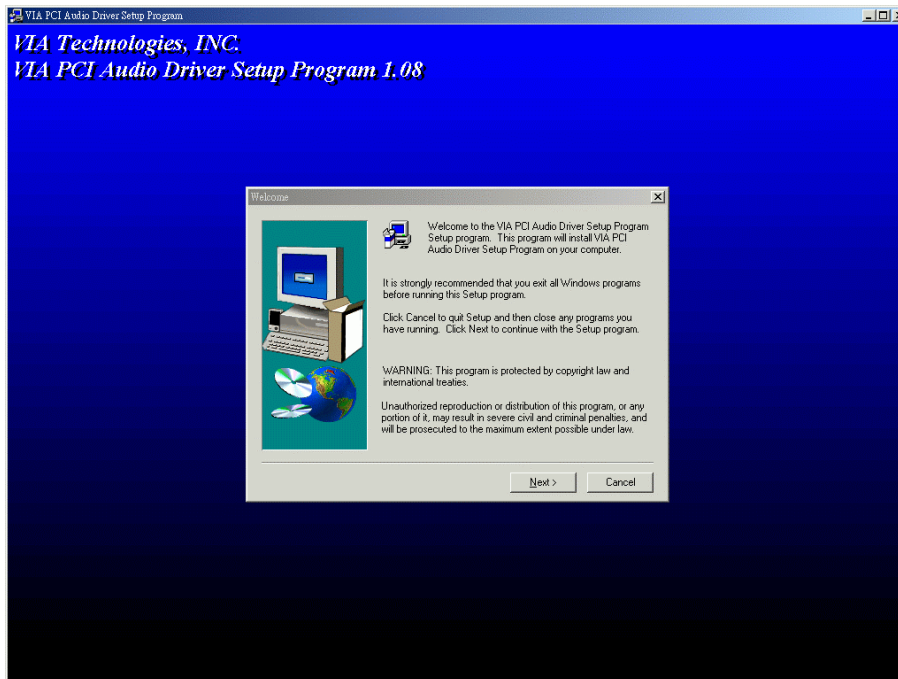 VIA PCI Audio Driver Setup Program
VIA Technologies, INC.
VIA PCI Audio Driver Setup Program 1.08
Welcome
Welcome to the VIA PCI Audio Driver Setup Program
Setup program. This program will install VIA PCI
Audio Driver Setup Program on your computer.
It is strongly recommended that you exit all Windows programs
before running this Setup program.
Click Cancel to quit Setup and then close any programs you
have running. Click Next to continue with the Setup program.
WARNING: This program is protected by copyright law and
international treaties.
Unauthorized reproduction or distribution of this program, or any
portion of it, may result in severe civil and criminal penalties, and
will be prosecuted to the maximum extent possible under law.
Next >
Cancel